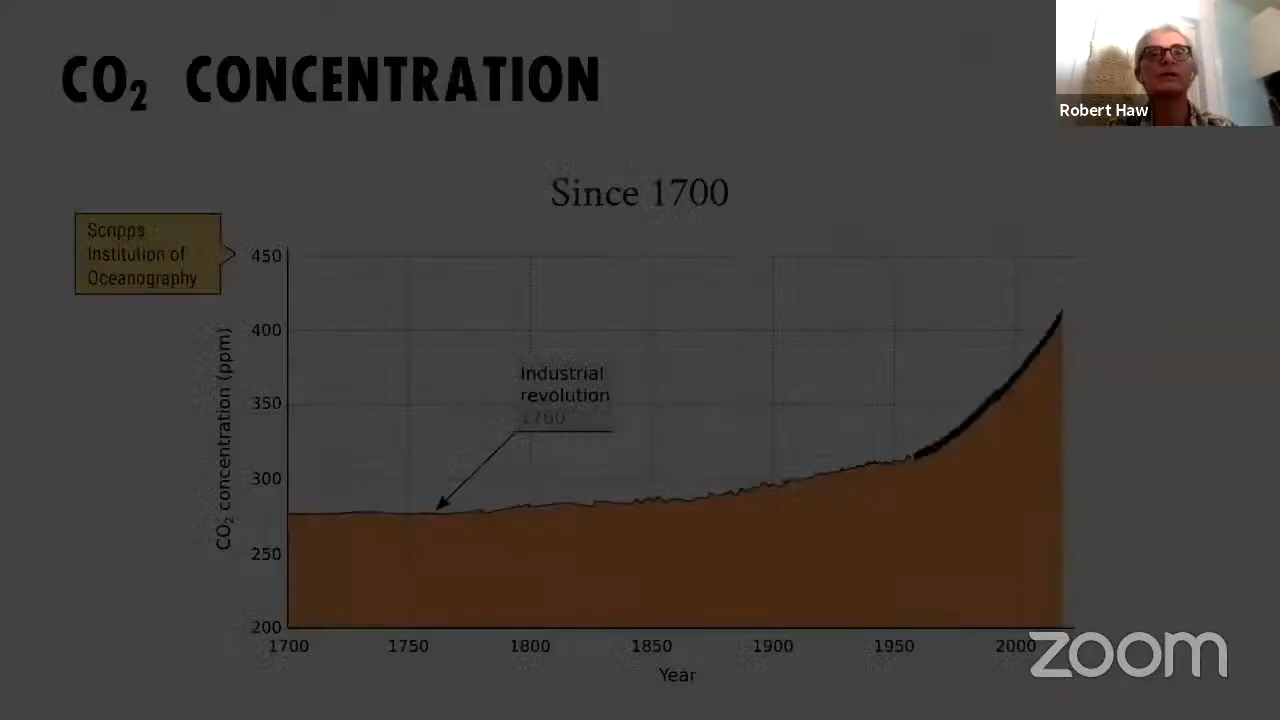 CO₂ CONCENTRATION
Robert Haw
Since 1700
Scripps
Institution of
Oceanography
450
400
350
300
250
200
CO₂ concentration (ppm)
Industrial
revolution
1760
1700 1750 1800 1850 1900 1950 2000
Year
zoom